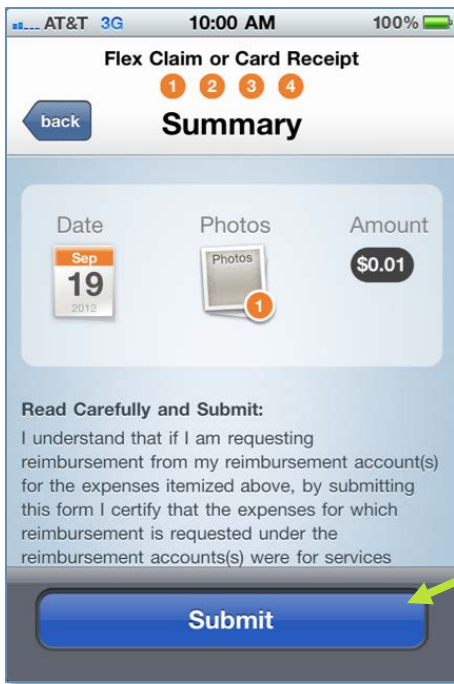 AT&T 3G 10:00 AM 100%
Flex Claim or Card Receipt
1 2 3 4
back Summary
Date Photos Amount
Sep Photos $0.01
19
2012 1
Read Carefully and Submit:
I understand that if I am requesting
reimbursement from my reimbursement account(s)
for the expenses itemized above, by submitting
this form I certify that the expenses for which
reimbursement is requested under the
reimbursement accounts(s) were for services
Submit